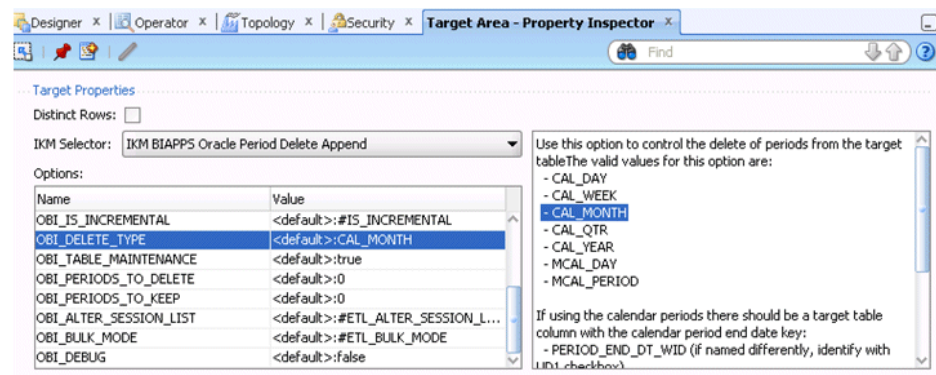 Designer x Operator x Topology x Security x Target Area - Property Inspector x
Find
Target Properties
Distinct Rows:
IKM Selector: IKM BIAPPS Oracle Period Delete Append
Options:
Name Value
OBI_IS_INCREMENTAL <default>:#IS_INCREMENTAL
OBI_DELETE_TYPE <default>:CAL_MONTH
OBI_TABLE_MAINTENANCE <default>:true
OBI_PERIODS_TO_DELETE <default>:0
OBI_PERIODS_TO_KEEP <default>:0
OBI_ALTER_SESSION_LIST <default>:#ETL_ALTER_SESSION_L...
OBI_BULK_MODE <default>:#ETL_BULK_MODE
OBI_DEBUG <default>:false
Use this option to control the delete of periods from the target
tableThe valid values for this option are:
- CAL_DAY
- CAL_WEEK
- CAL_MONTH
- CAL_QTR
- CAL_YEAR
- MCAL_DAY
- MCAL_PERIOD
If using the calendar periods there should be a target table
column with the calendar period end date key:
- PERIOD_END_DT_WID (if named differently, identify with
UD1 checkbox)